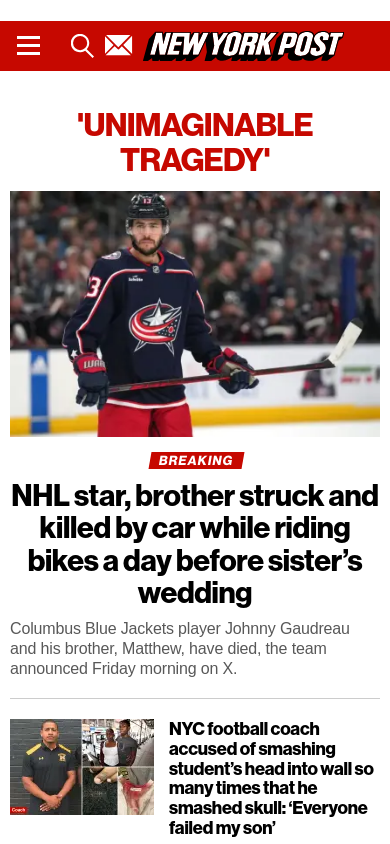 NEW YORK POST
'UNIMAGINABLE
TRAGEDY'
13
13
BREAKING
NHL star, brother struck and
killed by car while riding
bikes a day before sister’s
wedding
Columbus Blue Jackets player Johnny Gaudreau
and his brother, Matthew, have died, the team
announced Friday morning on X.
NYC football coach
accused of smashing
student’s head into wall so
many times that he
smashed skull: ‘Everyone
failed my son’
Coach